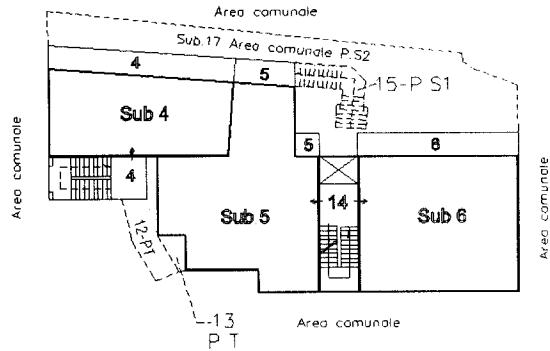 Area comunale
Sub.17 Area comunale P.S2
4
5
15-P S1
Sub 4
5
6
Area comunale
4
14
Sub 5
Sub 6
Area comunale
12-PT
13
P T
Area comunale